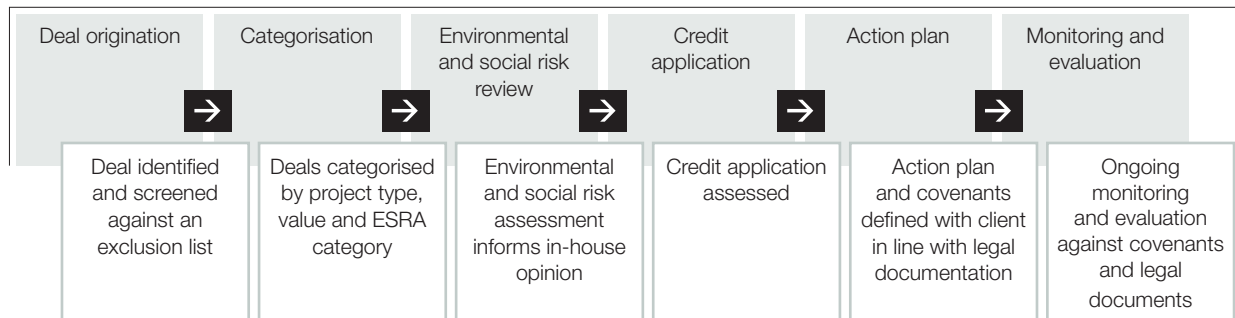 Deal origination
Categorisation
Environmental
and social risk
review
Credit
application
Action plan
Monitoring and
evaluation
Deal identified
and screened
against an
exclusion list
Deals categorised
by project type,
value and ESRA
category
Environmental
and social risk
assessment
informs in-house
opinion
Credit application
assessed
Action plan
and covenants
defined with client
in line with legal
documentation
Ongoing
monitoring
and evaluation
against covenants
and legal
documents